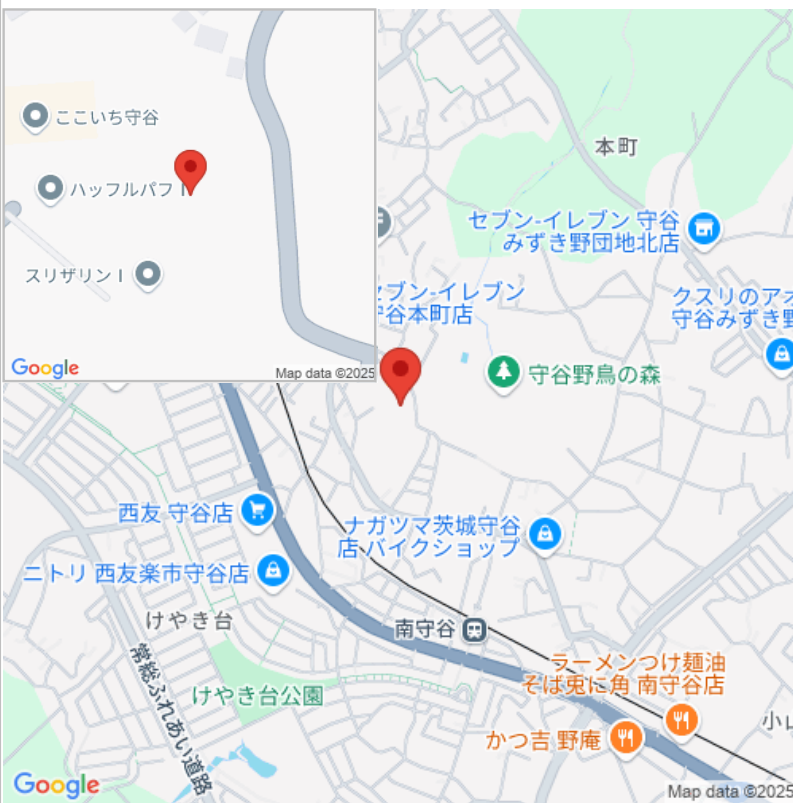 ここいち守谷
ハッフルパフ I
スリザリン I
Google
Map data ©2025
本町
セブン-イレブン 守谷
みずき野団地北店
ブン-イレブン
谷本町店
クスリのアオ
守谷みずき野
守谷野鳥の森
西友 守谷店
ナガツマ茨城守谷
店 バイクショップ
ニトリ 西友楽市守谷店
けやき台
南守谷
常総ふれあい道路
けやき台公園
ラーメンつけ麺油
そば兎に角 南守谷店
かつ吉 野庵
小山
Google
Map data ©2025